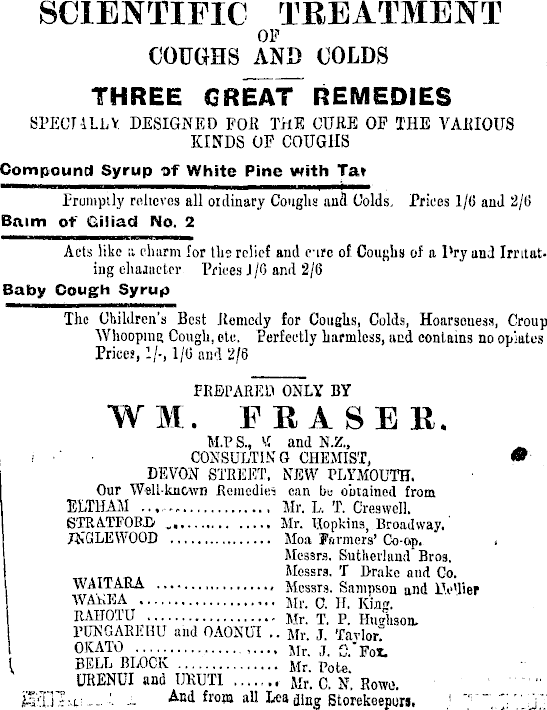 SCIENTIFIC TREATMENT
OF
COUGHS AND COLDS
THREE GREAT REMEDIES
SPECIALLY DESIGNED FOR THE CURE OF THE VARIOUS
KINDS OF COUGHS
Compound Syrup of White Pine with Tar
Promptly relieves all ordinary Coughs and Colds. Prices 1/6 and 2/6
Balm of Giliad No. 2
Acts like a charm for the relief and cure of Coughs of a Dry and Irritat-
ing character Prices 1/6 and 2/6
Baby Cough Syrup
The Children's Best Remedy for Coughs, Colds, Hoarseness, Croup
Whooping Cough, etc. Perfectly harmless, and contains no opiates
Prices, 1/-, 1/6 and 2/6
PREPARED ONLY BY
WM. FRASER.
M.P S., V. and N.Z.,
CONSULTING CHEMIST,
DEVON STREET, NEW PLYMOUTH.
Our Well-known Remedies can be obtained from
ELTHAM ................. Mr. L. T. Creswell.
STRATFORD ............... Mr. Hopkins, Broadway.
INGLEWOOD ............... Moa Farmers' Co-op.
Messrs. Sutherland Bros.
Messrs. T Drake and Co.
WAITARA ................. Messrs. Sampson and Hellier
WAREA ................... Mr. C. H. King.
RAHOTU .................. Mr. T. P. Hughson.
PUNGAREHU and OAONUI .. Mr. J. Taylor.
OKATO .................... Mr. J. C. Fox.
BELL BLOCK ............... Mr. Pote.
URENUI and URUTI ....... Mr. C. N. Rowe.
And from all Leading Storekeepers.